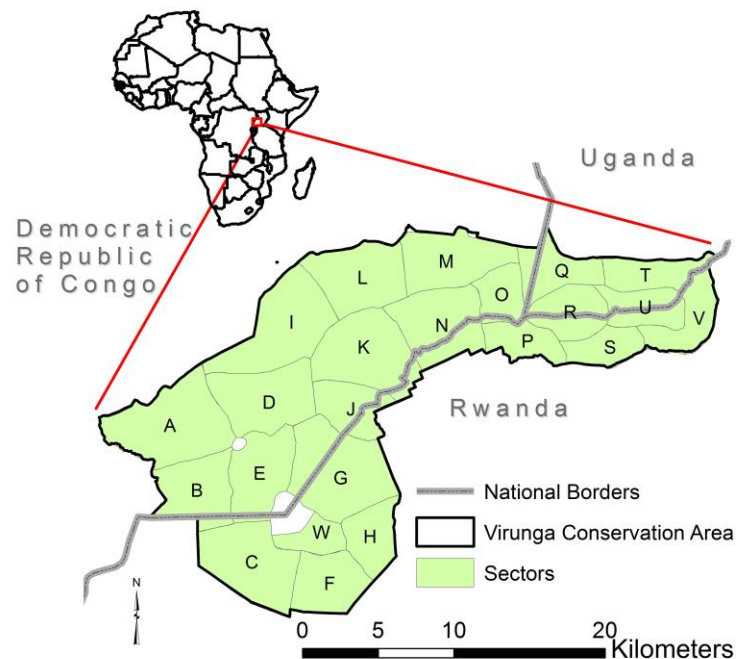 Uganda
Democratic
Republic
of Congo
M
Q
T
L
O
I
R
U
V
N
K
P
S
D
J
A
Rwanda
E
G
B
National Borders
W
H
Virunga Conservation Area
C
F
Sectors
N
0 5 10 20
Kilometers